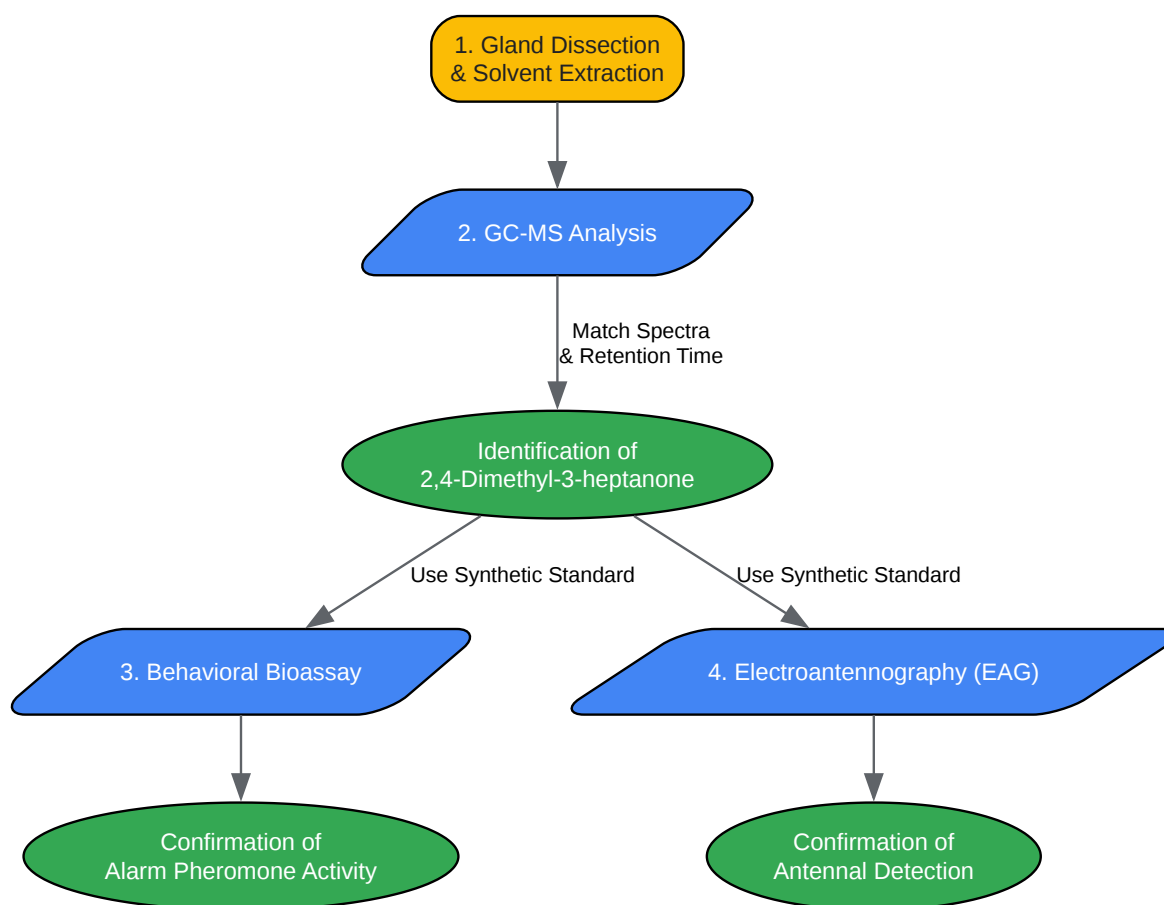 1. Gland Dissection
& Solvent Extraction
2. GC-MS Analysis
Match Spectra
& Retention Time
Identification of
2,4-Dimethyl-3-heptanone
Use Synthetic Standard
Use Synthetic Standard
3. Behavioral Bioassay
4. Electroantennography (EAG)
Confirmation of
Alarm Pheromone Activity
Confirmation of
Antennal Detection